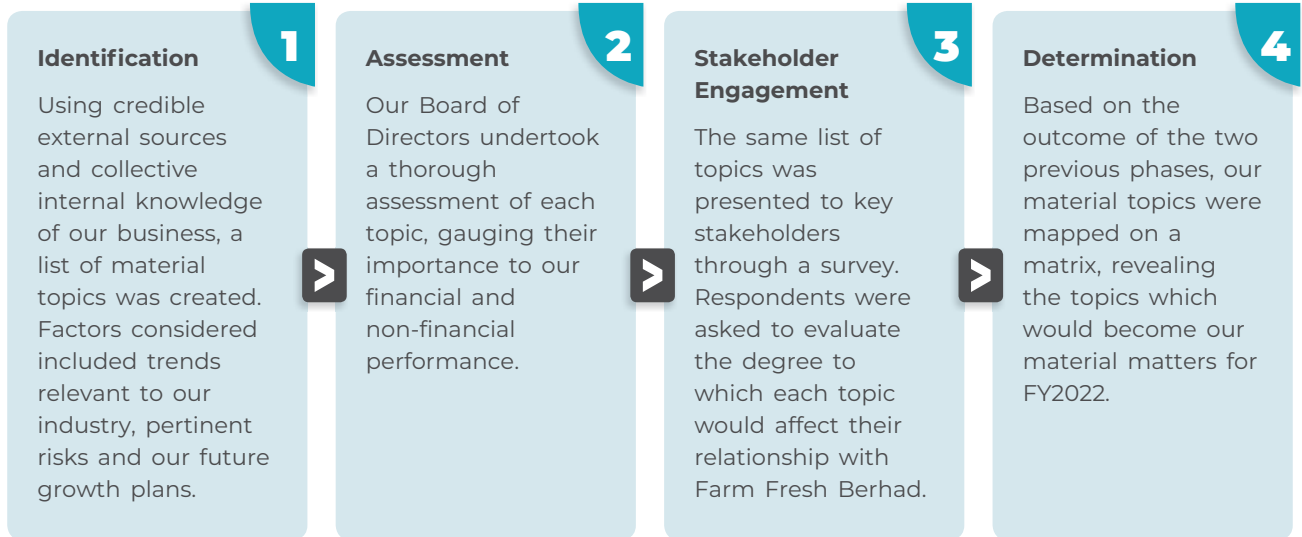 1
Identification
Using credible
external sources
and collective
internal knowledge
of our business, a
list of material
topics was created.
Factors considered
included trends
relevant to our
industry, pertinent
risks and our future
growth plans.
>
2
Assessment
Our Board of
Directors undertook
a thorough
assessment of each
topic, gauging their
importance to our
financial and
non-financial
performance.
>
3
Stakeholder
Engagement
The same list of
topics was
presented to key
stakeholders
through a survey.
Respondents were
asked to evaluate
the degree to
which each topic
would affect their
relationship with
Farm Fresh Berhad.
>
4
Determination
Based on the
outcome of the two
previous phases, our
material topics were
mapped on a
matrix, revealing
the topics which
would become our
material matters for
FY2022.